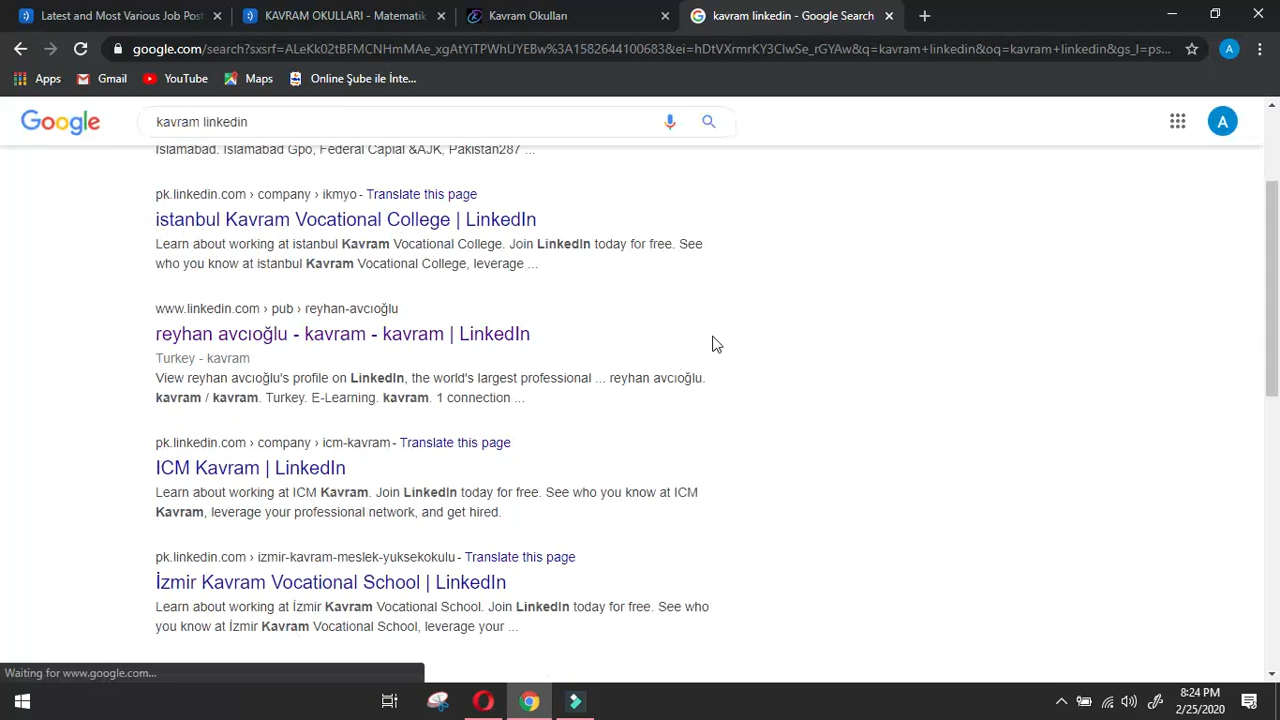 Latest and Most Various Job Post
KAVRAM OKULLARI - Matematik
Kavram Okulları
kavram linkedin - Google Search
google.com/search?sxsrf=ALeKk02tBFMCNHmMAe_xgAtYiTPWhUYEBw%3A1582644100683&ei=hDtVXrmrKY3ClwSe_rGYAw&q=kavram+linkedin&oq=kavram+linkedin&gs_l=ps...
A
Apps
Gmail
YouTube
Maps
Online Şube ile İnte...
Google
kavram linkedin
A
Islamabad. Islamabad Gpo, Federal Capial &AJK, Pakistan287 ...
pk.linkedin.com › company › ikmyo - Translate this page
istanbul Kavram Vocational College | LinkedIn
Learn about working at istanbul Kavram Vocational College. Join LinkedIn today for free. See
who you know at istanbul Kavram Vocational College, leverage ...
www.linkedin.com › pub › reyhan-avcıoğlu
reyhan avcıoğlu - kavram - kavram | LinkedIn
Turkey - kavram
View reyhan avcıoğlu's profile on LinkedIn, the world's largest professional ... reyhan avcıoğlu.
kavram / kavram. Turkey. E-Learning. kavram. 1 connection ...
pk.linkedin.com › company › icm-kavram - Translate this page
ICM Kavram | LinkedIn
Learn about working at ICM Kavram. Join LinkedIn today for free. See who you know at ICM
Kavram, leverage your professional network, and get hired.
pk.linkedin.com › izmir-kavram-meslek-yuksekokulu - Translate this page
İzmir Kavram Vocational School | LinkedIn
Learn about working at İzmir Kavram Vocational School. Join LinkedIn today for free. See who
you know at İzmir Kavram Vocational School, leverage your ...
Waiting for www.google.com...
8:24 PM
2/25/2020